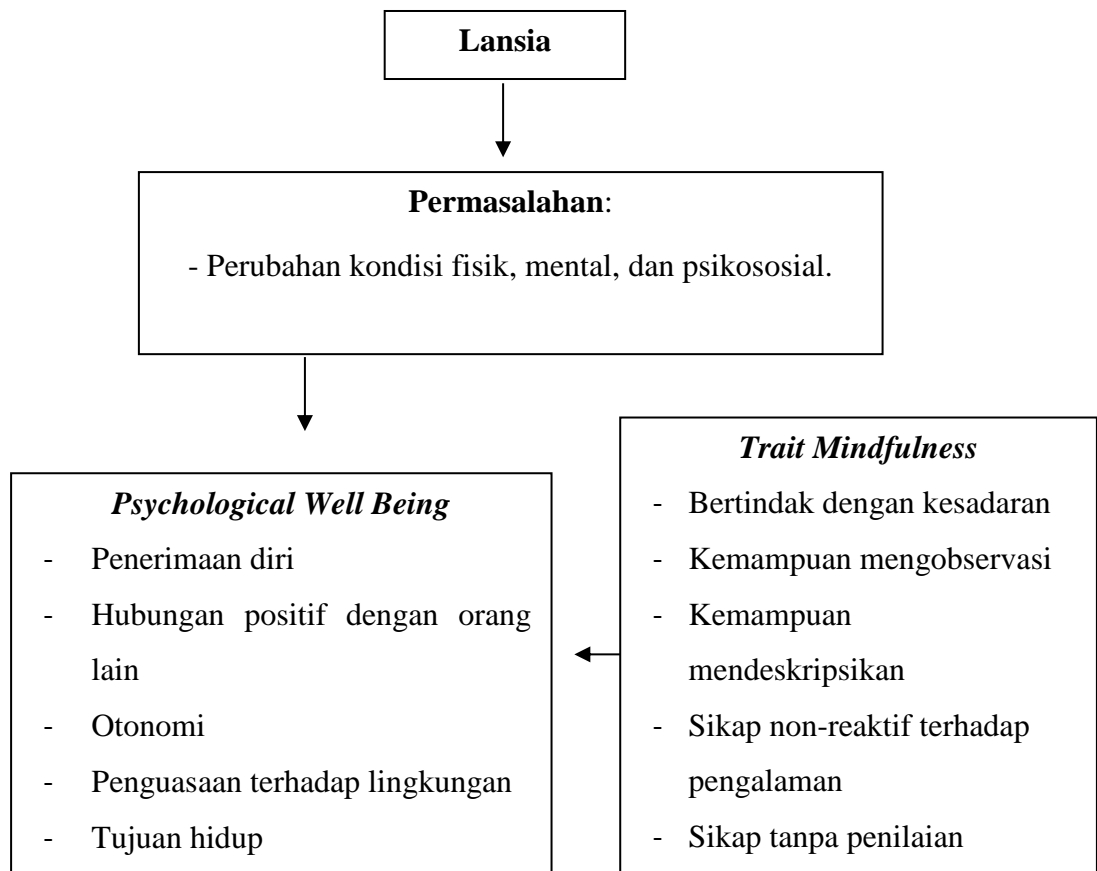 Lansia
Permasalahan:
- Perubahan kondisi fisik, mental, dan psikososial.
Psychological Well Being
- Penerimaan diri
- Hubungan positif dengan orang
lain
- Otonomi
- Penguasaan terhadap lingkungan
- Tujuan hidup
Trait Mindfulness
- Bertindak dengan kesadaran
- Kemampuan mengobservasi
- Kemampuan
mendeskripsikan
- Sikap non-reaktif terhadap
pengalaman
- Sikap tanpa penilaian